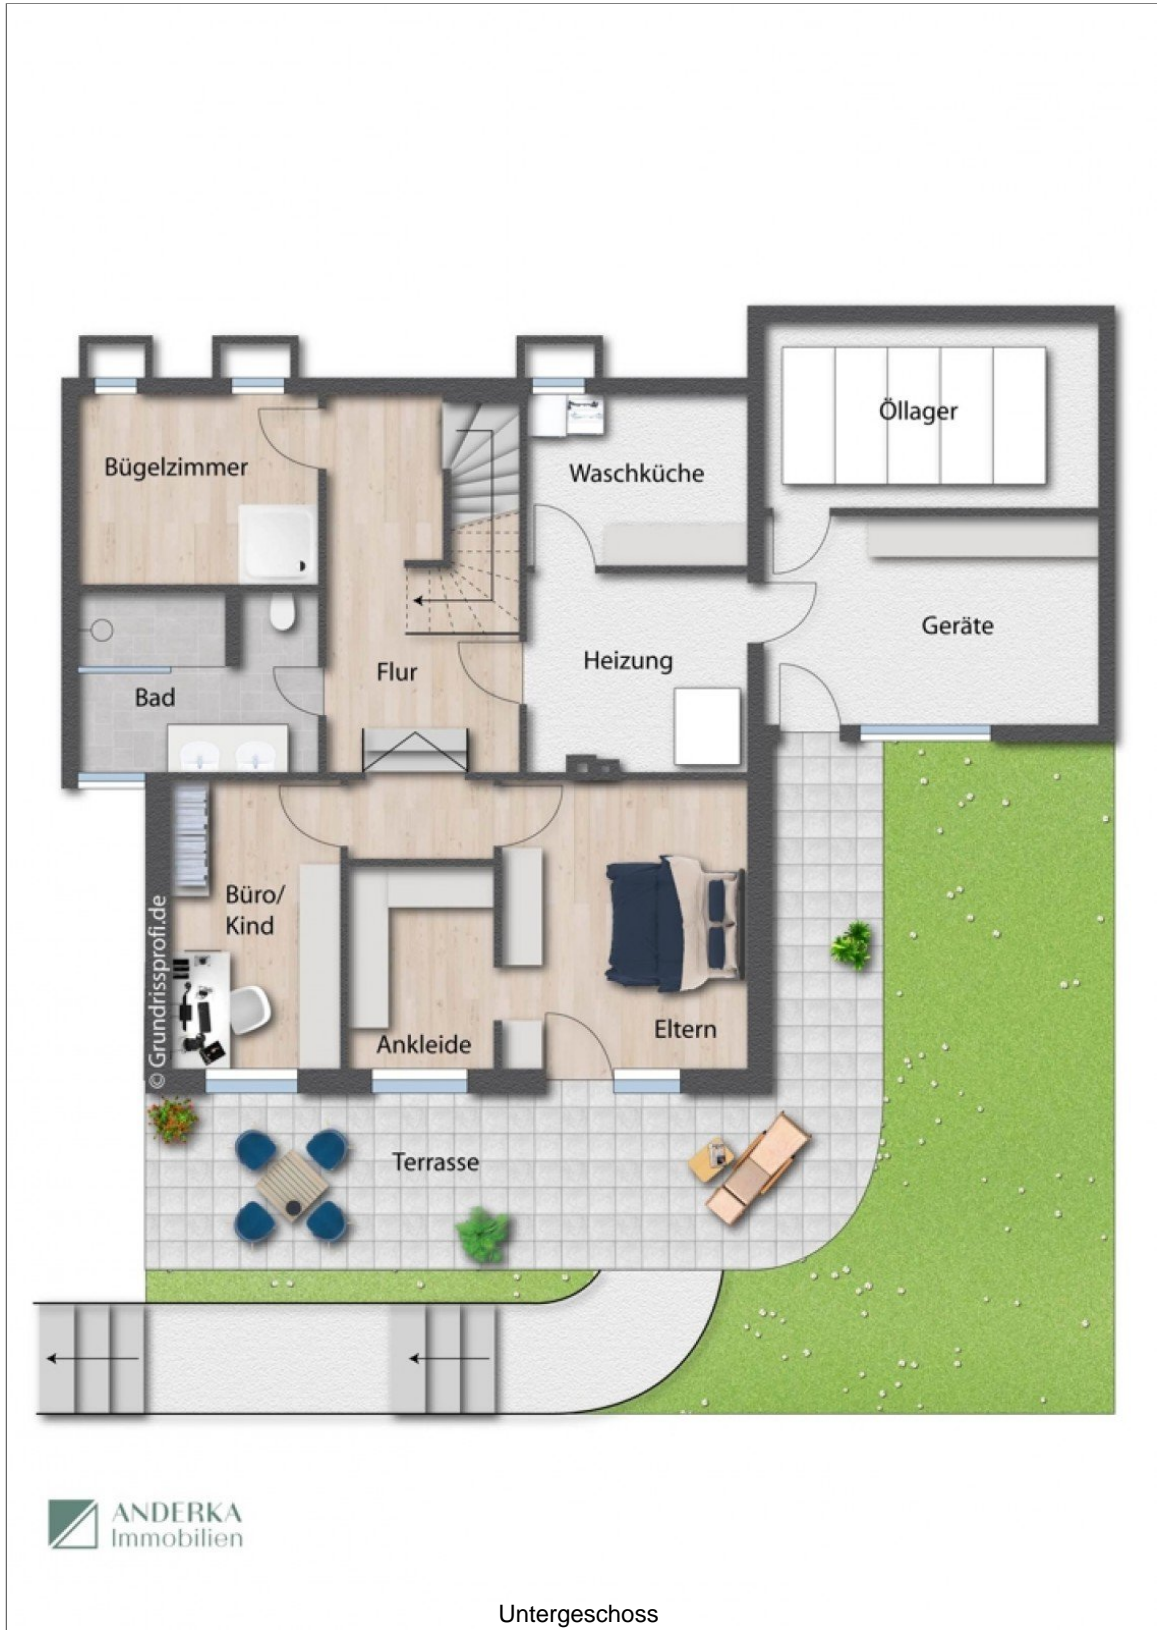 Öllager
Bügelzimmer
Waschküche
Geräte
Heizung
Flur
Bad
Büro/
Kind
© Grundrissprofi.de
Eltern
Ankleide
Terrasse
ANDERKA
Immobilien
Untergeschoss